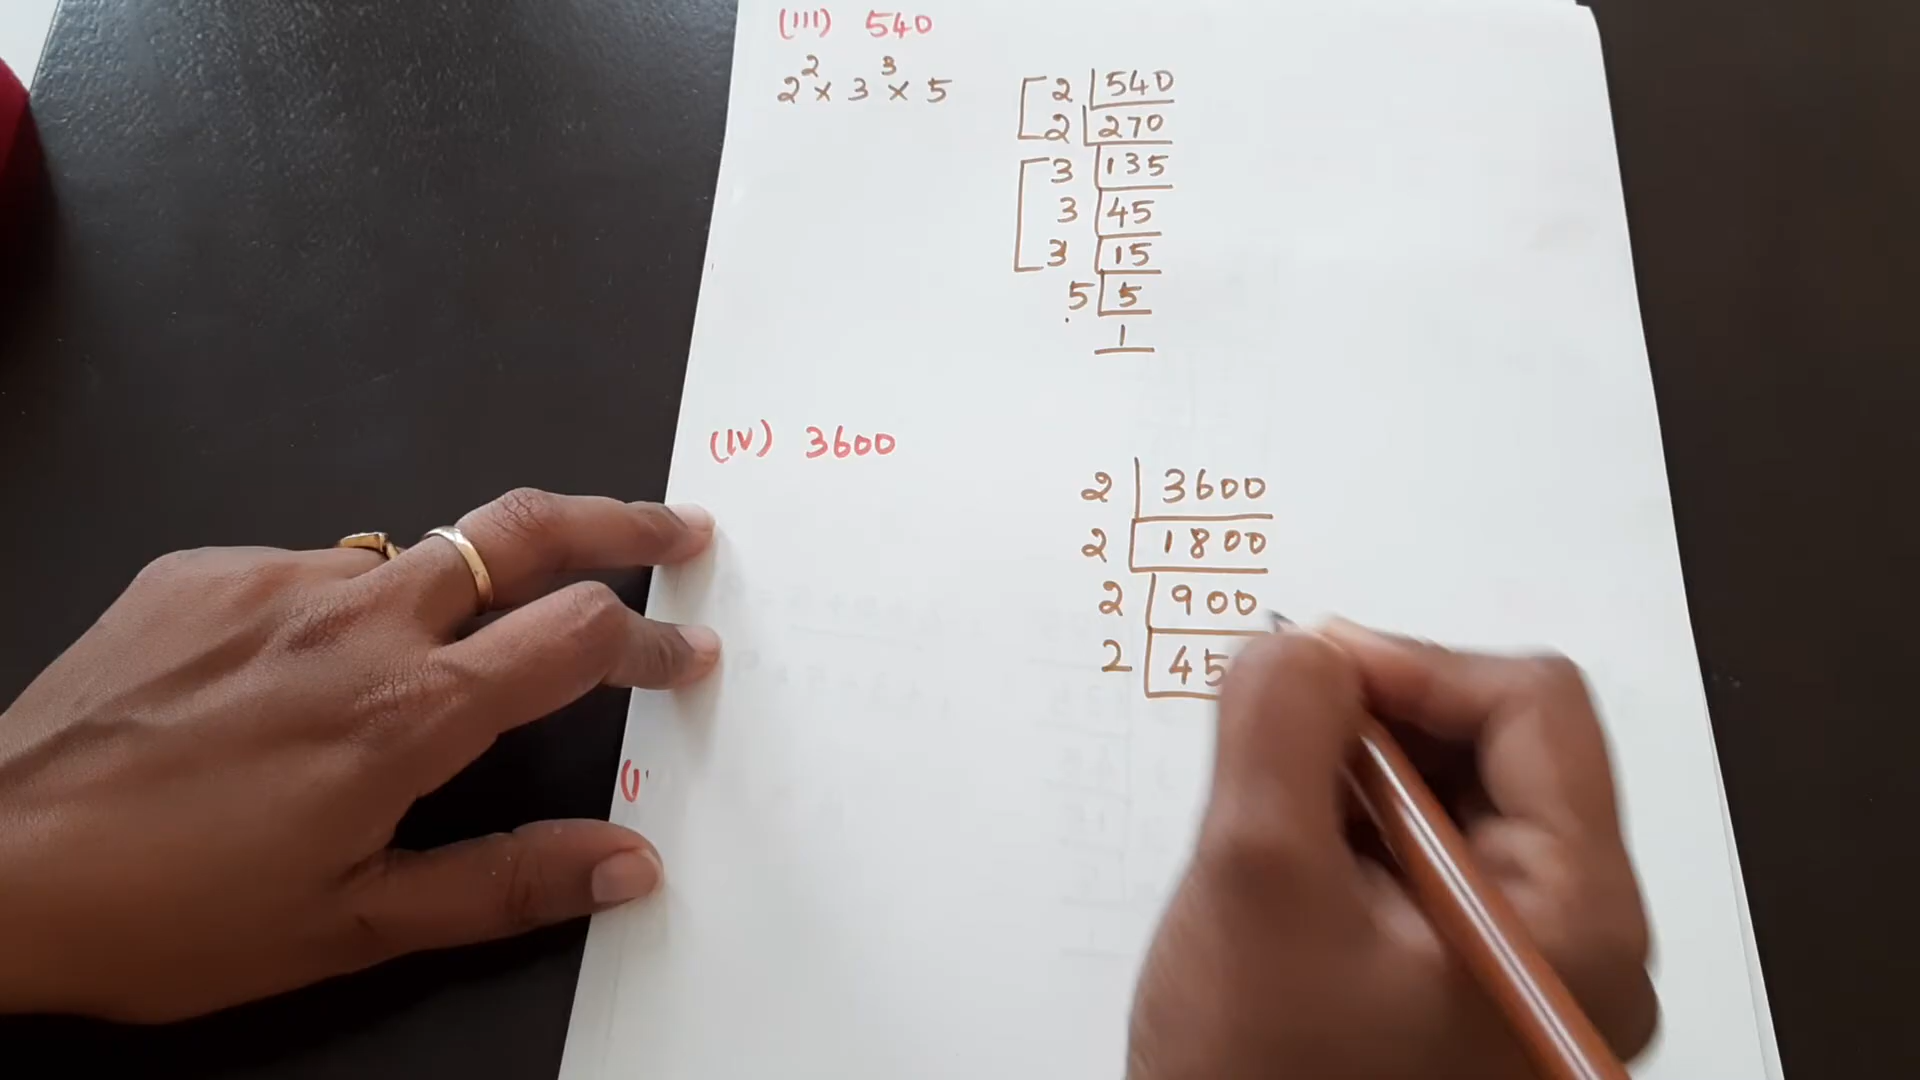 (III) 540
2² × 3³ × 5
2 | 540
2 | 270
3 | 135
3 | 45
3 | 15
5 | 5
1
(IV) 3600
2 | 3600
2 | 1800
2 | 900
2 | 45